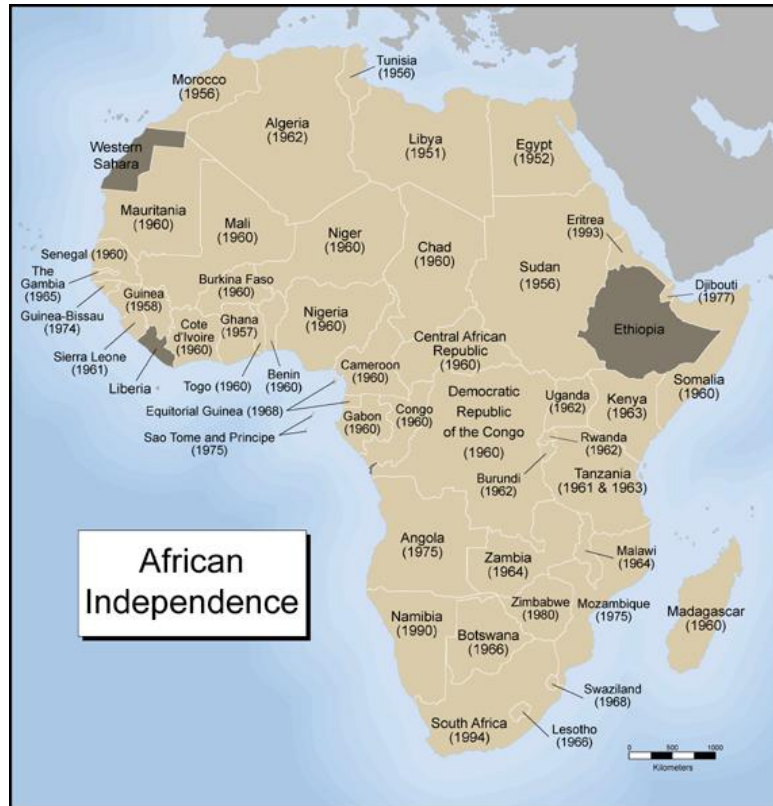 Tunisia
(1956)
Morocco
(1956)
Algeria
(1962)
Libya
(1951)
Egypt
(1952)
Western
Sahara
Mauritania
(1960)
Mali
(1960)
Niger
(1960)
Chad
(1960)
Sudan
(1956)
Eritrea
(1993)
Senegal (1960)
The
Gambia
(1965)
Guinea-Bissau
(1974)
Guinea
(1958)
Sierra Leone
(1961)
Liberia
Cote
d'Ivoire
(1960)
Burkina Faso
(1960)
Ghana
(1957)
Togo (1960)
Benin
(1960)
Nigeria
(1960)
Djibouti
(1977)
Ethiopia
Somalia
(1960)
Central African
Republic
(1960)
Cameroon
(1960)
Equitorial Guinea (1968)
Sao Tome and Principe
(1975)
Gabon
(1960)
Congo
(1960)
Democratic
Republic
of the Congo
(1960)
Uganda
(1962)
Kenya
(1963)
Rwanda
(1962)
Burundi
(1962)
Tanzania
(1961 & 1963)
Angola
(1975)
Zambia
(1964)
Malawi
(1964)
Mozambique
(1975)
Zimbabwe
(1980)
Namibia
(1990)
Botswana
(1966)
Madagascar
(1960)
Swaziland
(1968)
Lesotho
(1966)
South Africa
(1994)
African
Independence
0 500 1000
Kilometers